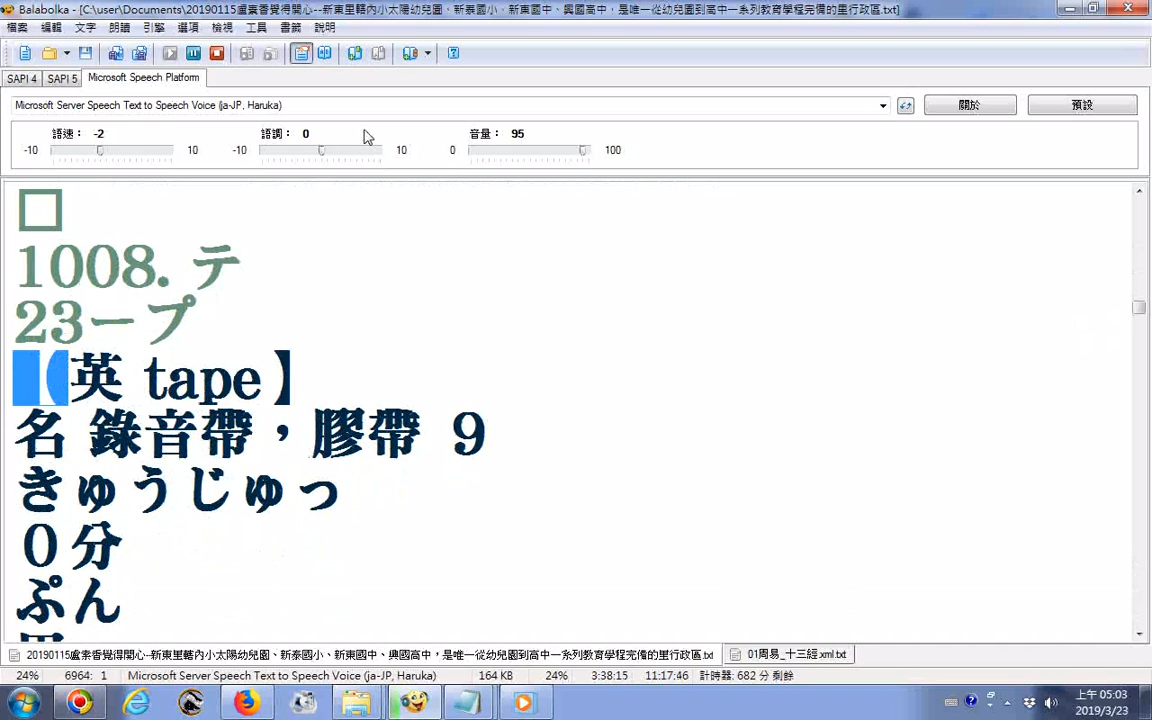 Balabolka - [C:\user\Documents\20190115盧素香覺得開心--新東里轄內小太陽幼兒園、新泰國小、新東國中、興國高中，是唯一從幼兒園到高中一系列教育學程完備的里行政區.txt]
檔案 編輯 文字 朗讀 引擎 選項 檢視 工具 書籤 說明
SAPI 4 SAPI 5 Microsoft Speech Platform
Microsoft Server Speech Text to Speech Voice (ja-JP, Haruka) 關於 預設
語速： -2 語調： 0 音量： 95
-10 10 -10 10 0 100
□
1008. テ
23ープ
【(英 tape】
名 錄音帶，膠帶 9
きゅうじゅっ
０分
ぷん
20190115盧素香覺得開心--新東里轄內小太陽幼兒園、新泰國小、新東國中、興國高中，是唯一從幼兒園到高中一系列教育學程完備的里行政區.txt 01周易_十三經.xml.txt
24% 6964: 1 Microsoft Server Speech Text to Speech Voice (ja-JP, Haruka) 164 KB 24% 3:38:15 11:17:46 計時器: 682 分 剩餘
上午 05:03
2019/3/23